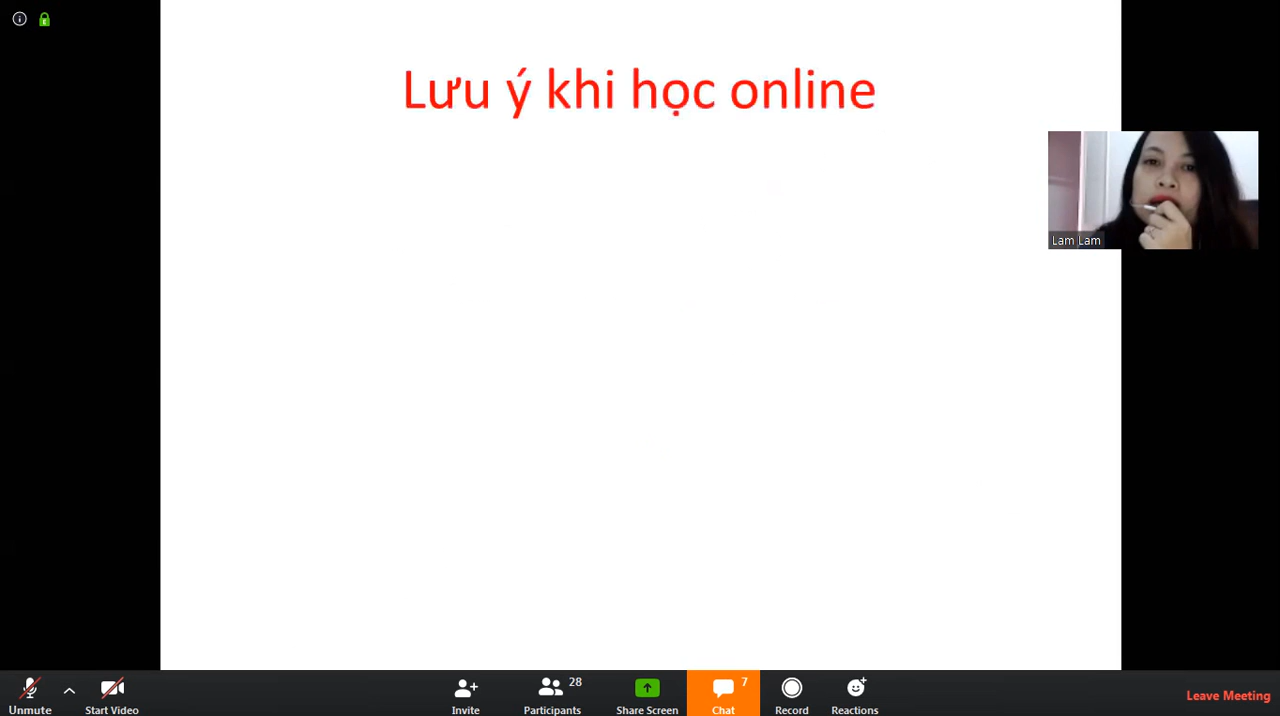 Lưu ý khi học online
Lam Lam
28
7
Unmute
Start Video
Invite
Participants
Share Screen
Chat
Record
Reactions
Leave Meeting